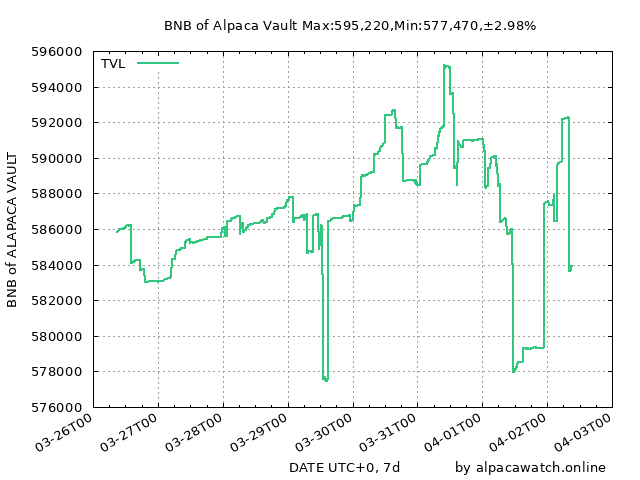 BNB of Alpaca Vault Max:595,220,Min:577,470,±2.98%
TVL
BNB of ALAPACA VAULT
596000
594000
592000
590000
588000
586000
584000
582000
580000
578000
576000
03-26T00
03-27T00
03-28T00
03-29T00
03-30T00
03-31T00
04-01T00
04-02T00
04-03T00
DATE UTC+0, 7d
by alpacawatch.online